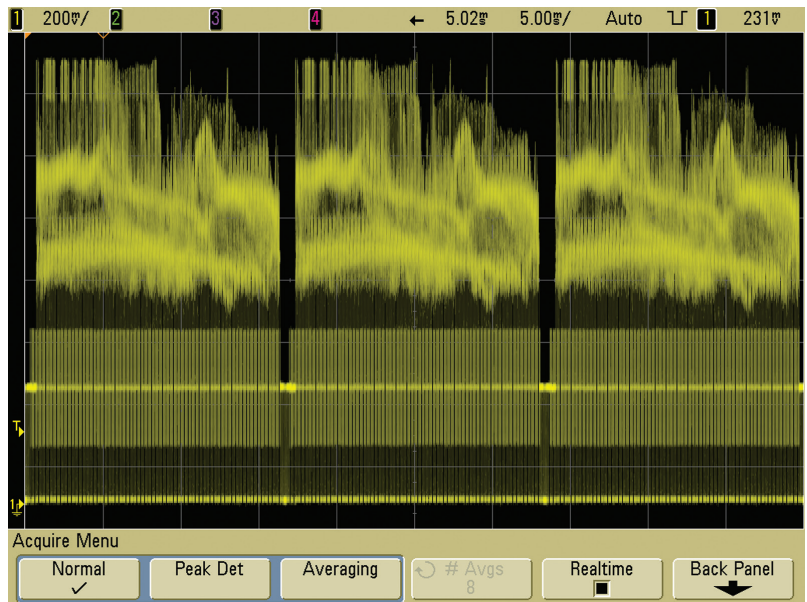 1 200mV/ 2 3 4 ← 5.02ms 5.00ms/ Auto 1 231mV
T
1
Acquire Menu
Normal Peak Det Averaging # Avgs Realtime Back Panel
✓ 8